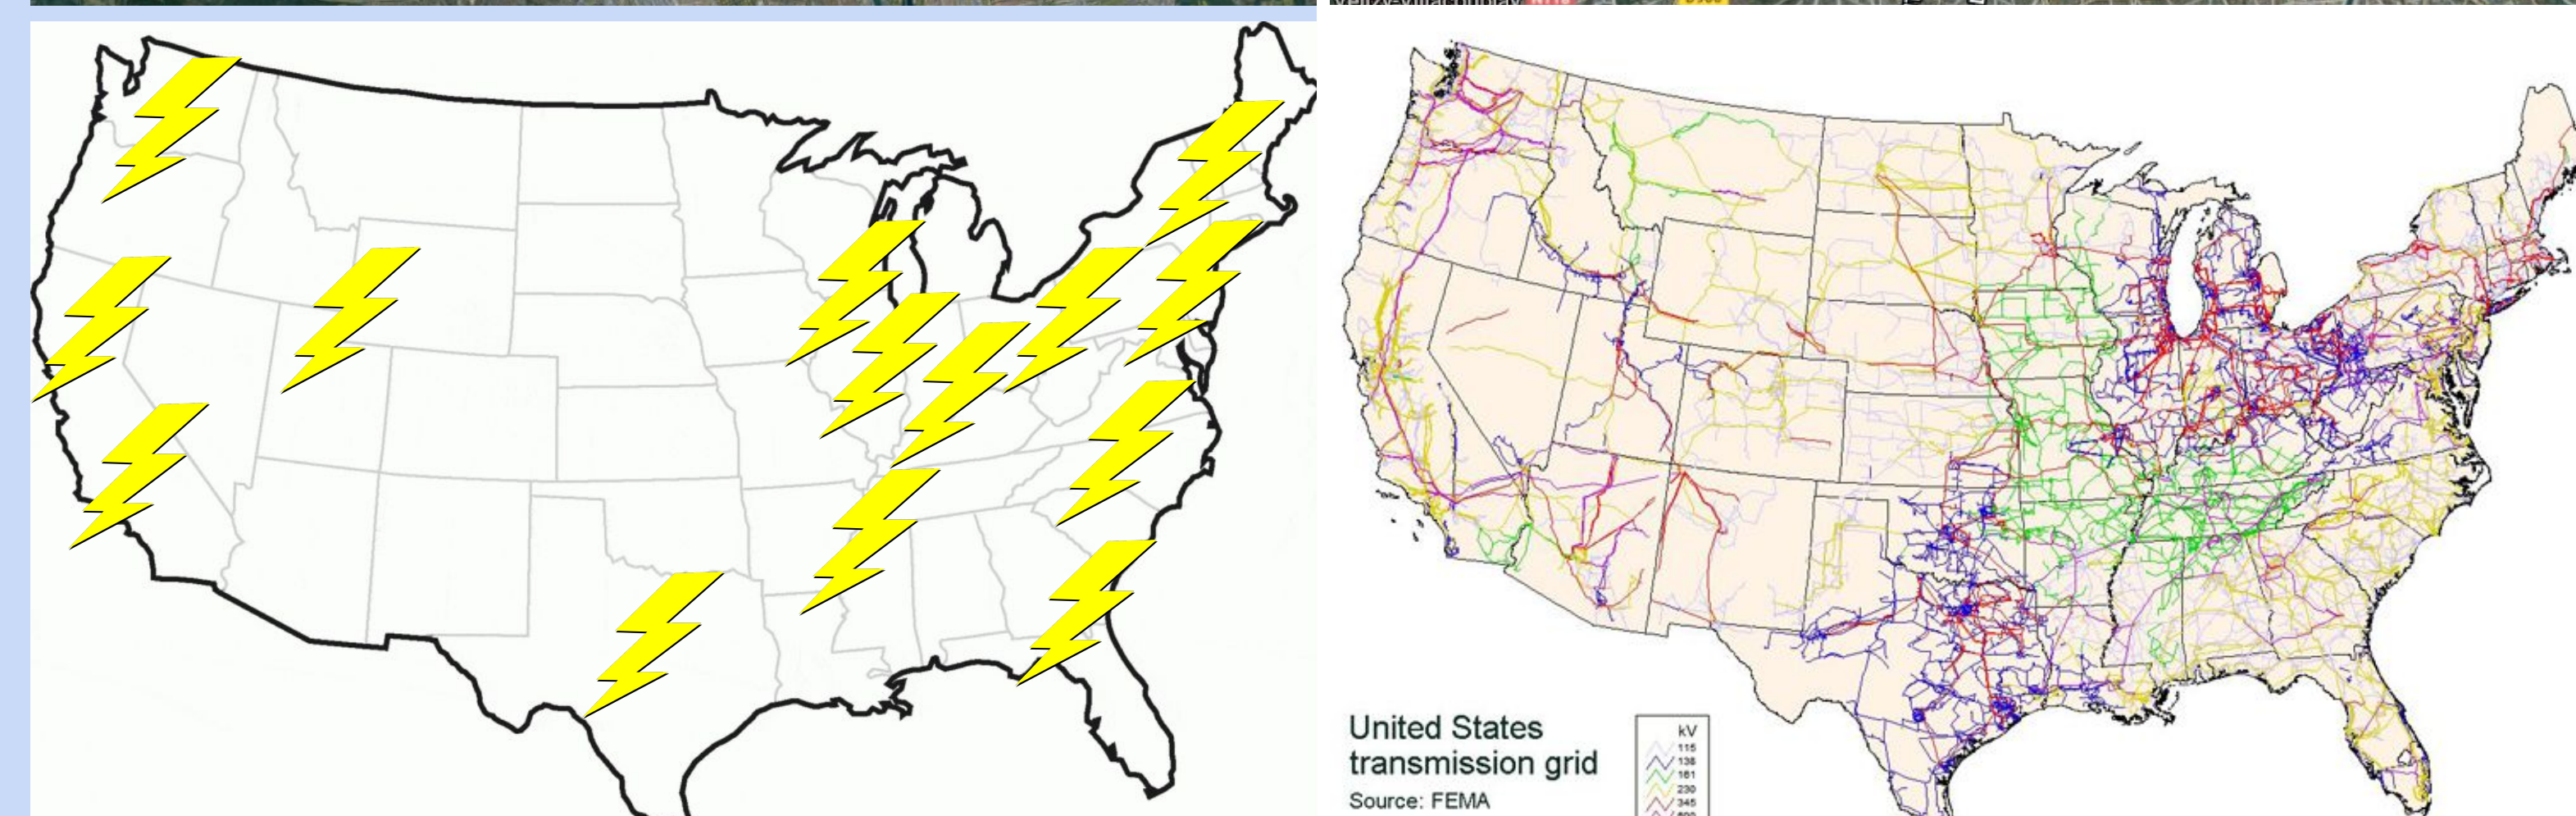 United States
transmission grid
Source: FEMA
kV
115
138
161
230
345